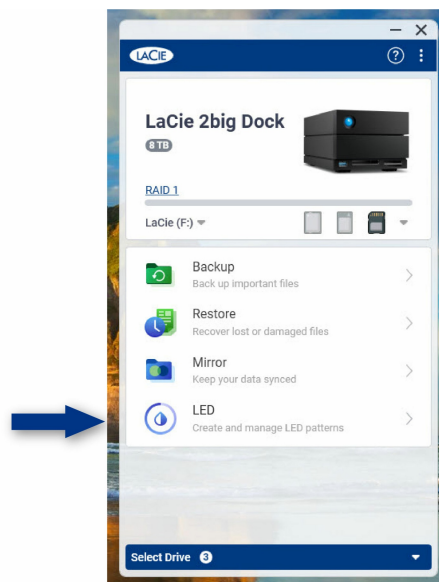 LACIE
?
LaCie 2big Dock
8 TB
RAID 1
LaCie (F:)
Backup
Back up important files
Restore
Recover lost or damaged files
Mirror
Keep your data synced
LED
Create and manage LED patterns
Select Drive 3